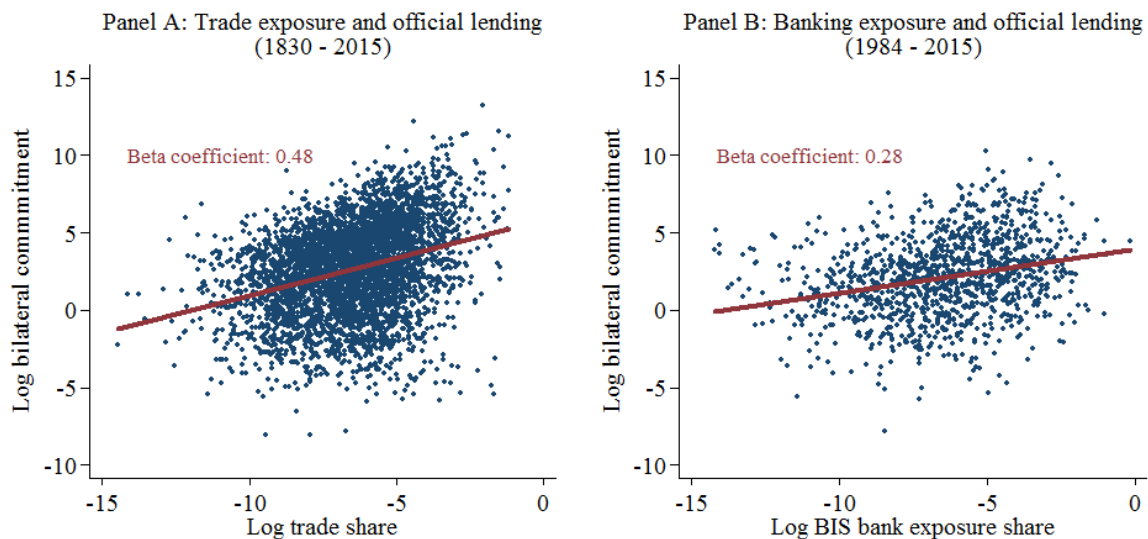 Panel A: Trade exposure and official lending
(1830 - 2015)
15
10
5
0
-5
-10
Log bilateral commitment
Beta coefficient: 0.48
-15
-10
-5
0
Log trade share
Panel B: Banking exposure and official lending
(1984 - 2015)
15
10
5
0
-5
-10
Log bilateral commitment
Beta coefficient: 0.28
-15
-10
-5
0
Log BIS bank exposure share